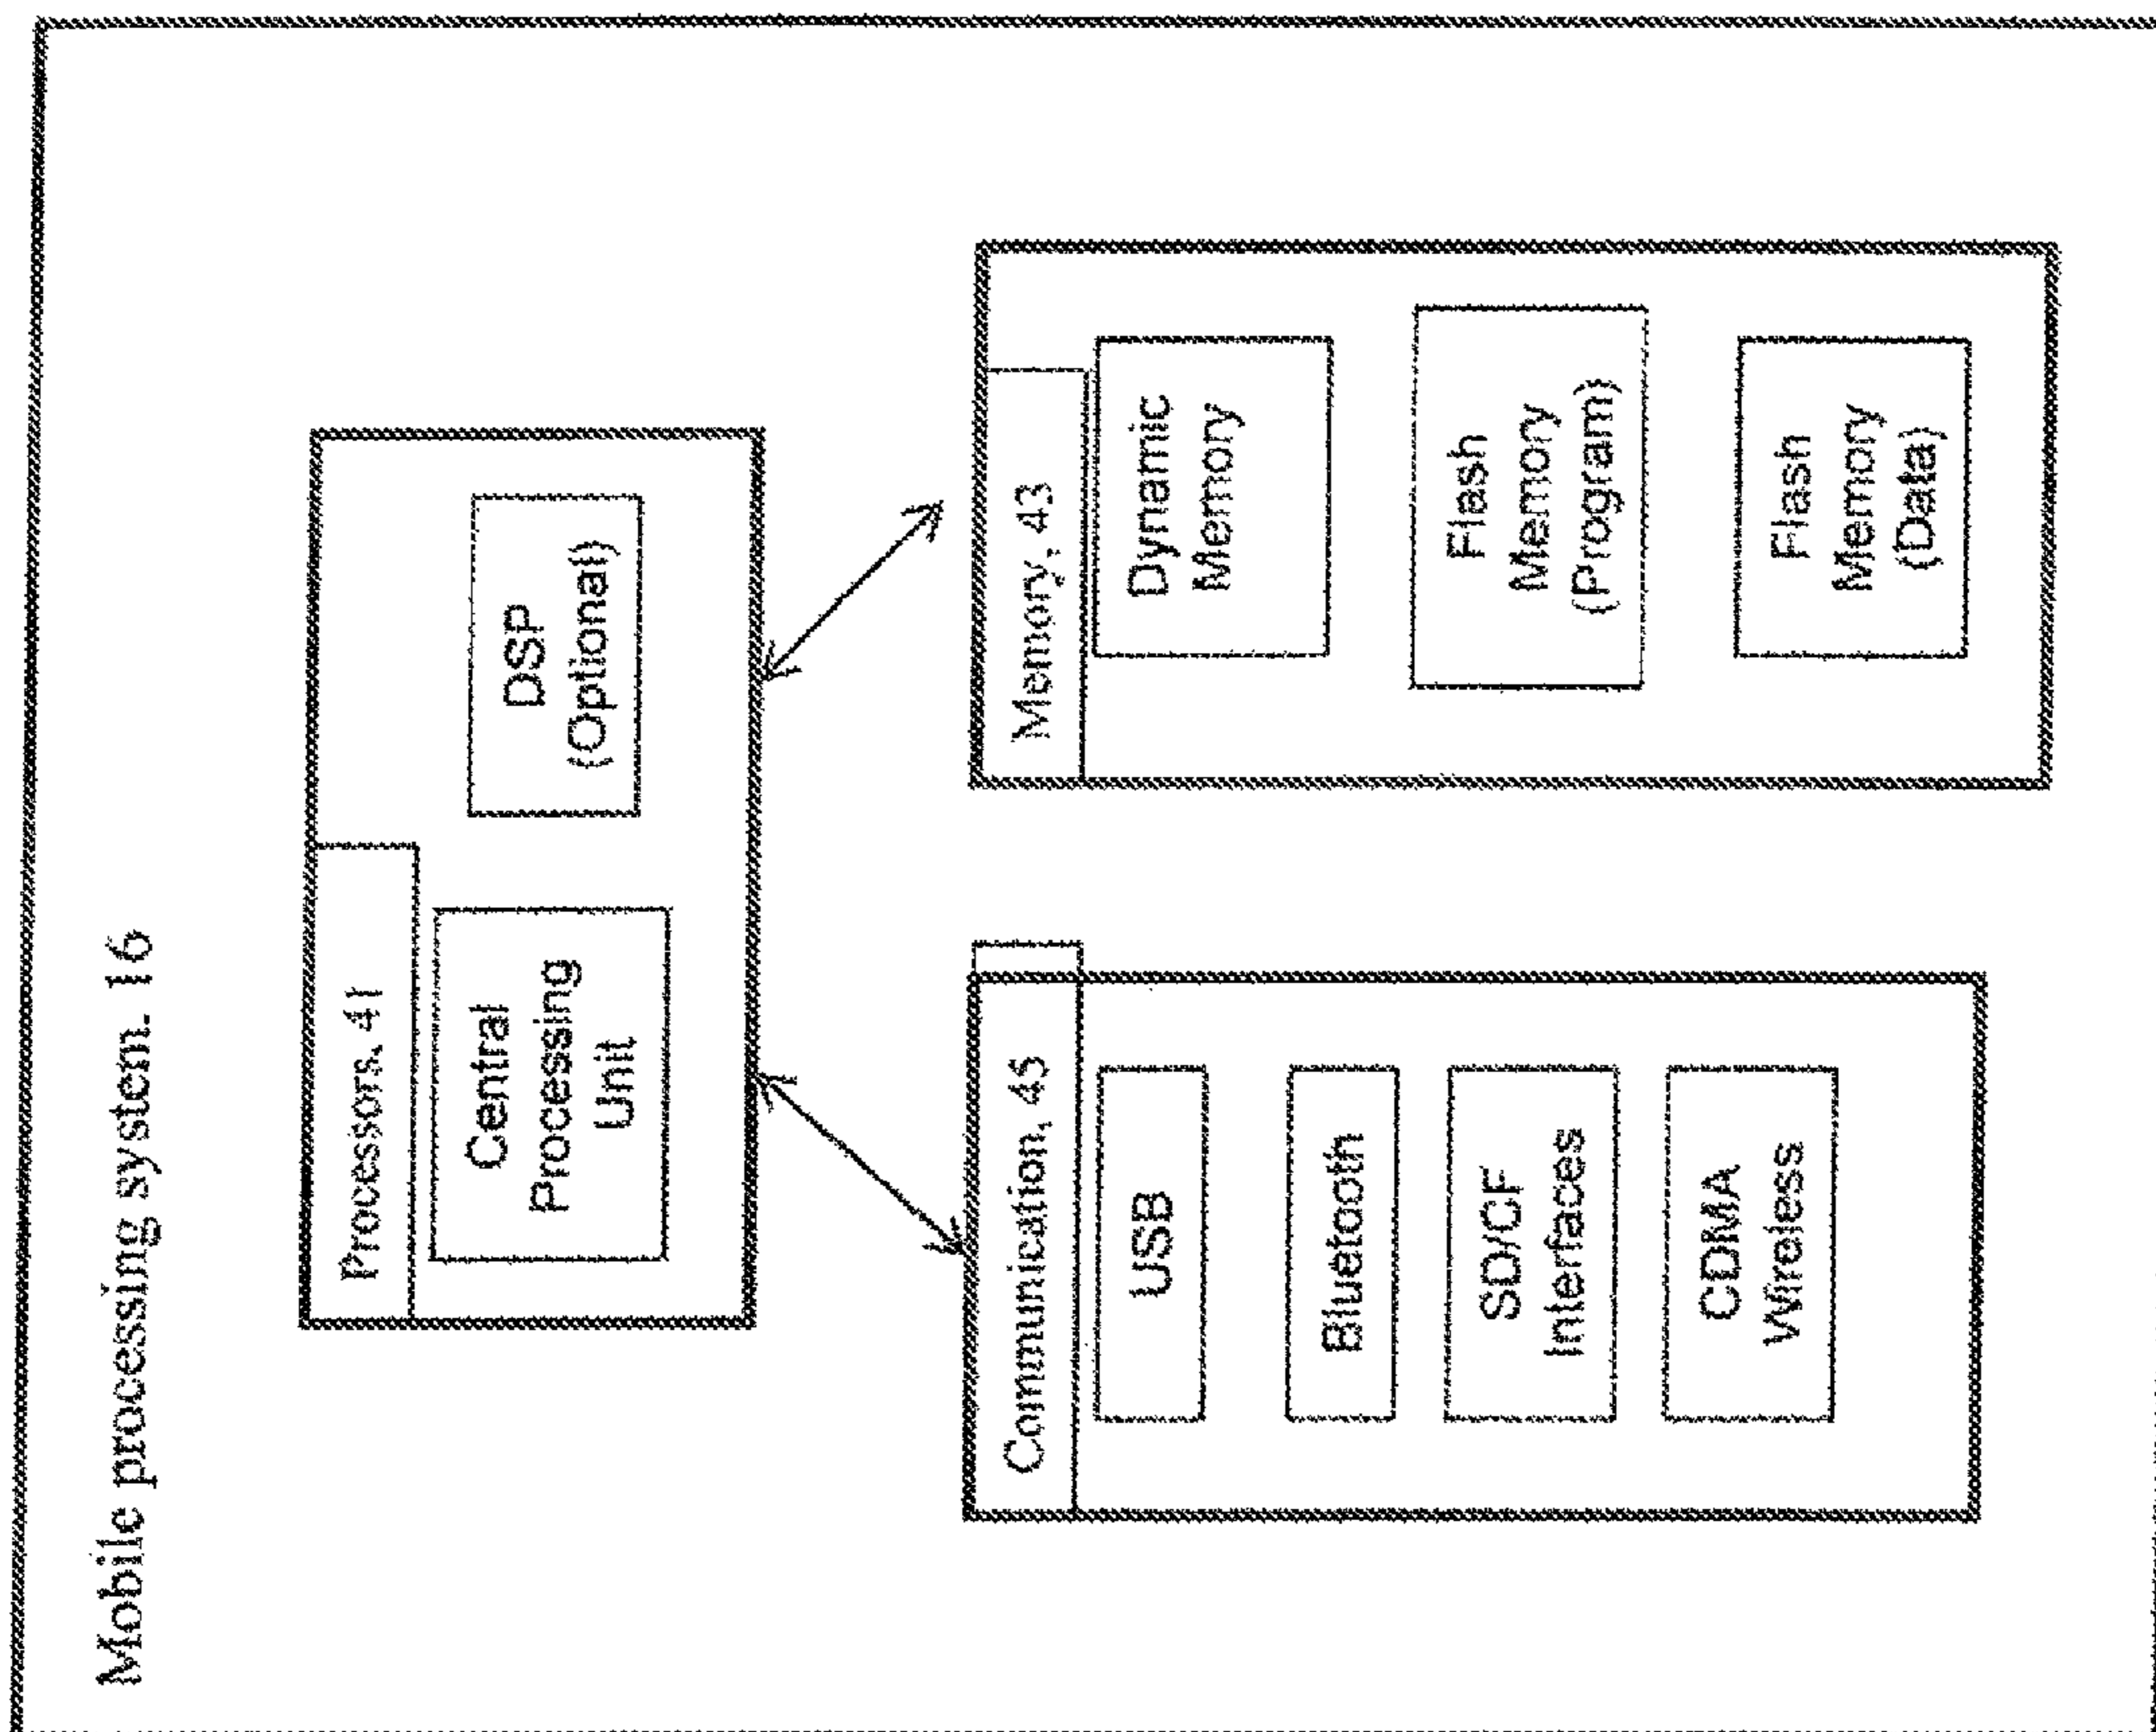 Mobile processing system. 16
Processors. 41
Central
Processing
Unit
DSP
(Optional)
Communication, 45
USB
Bluetooth
SD/CF
Interfaces
CDMA
Wireless
Memory, 43
Dynamic
Memory
Flash
Memory
(Program)
Flash
Memory
(Data)